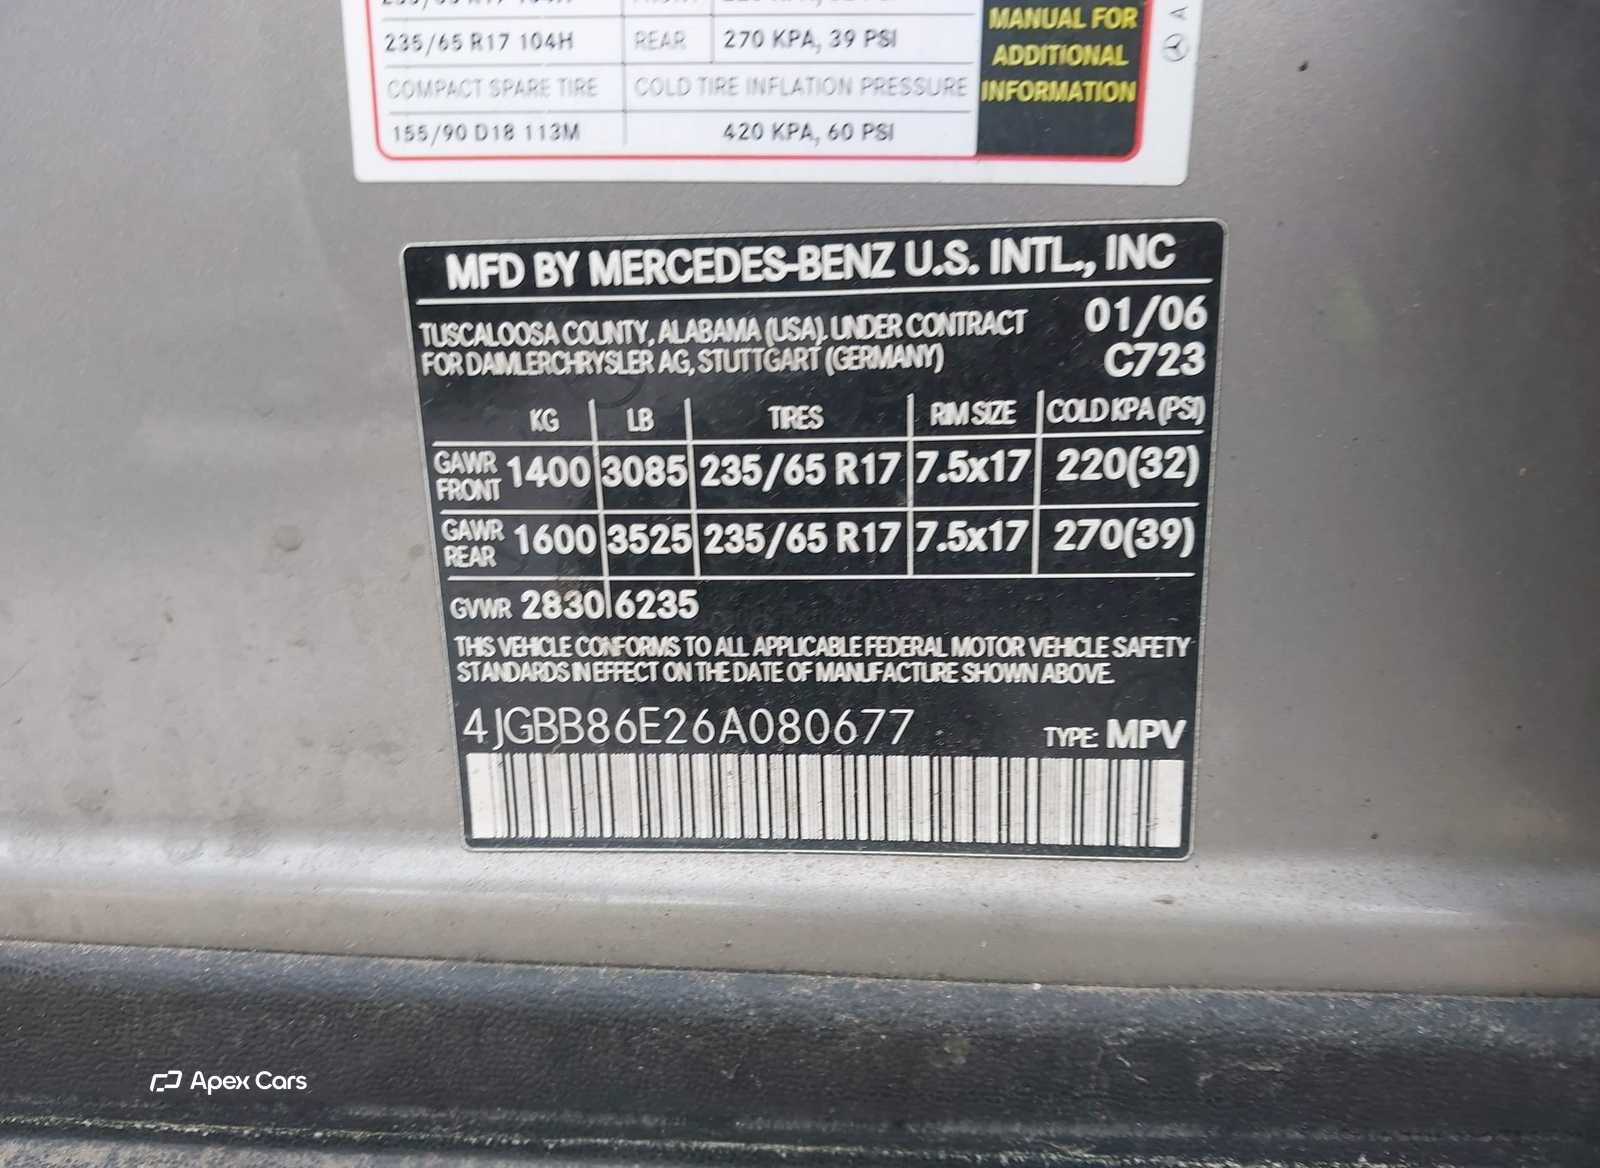 235/65 R17 104H REAR 270 KPA, 39 PSI
COMPACT SPARE TIRE COLD TIRE INFLATION PRESSURE
155/90 D18 113M 420 KPA, 60 PSI
MANUAL FOR
ADDITIONAL
INFORMATION
A
MFD BY MERCEDES-BENZ U.S. INTL., INC
TUSCALOOSA COUNTY, ALABAMA (USA). UNDER CONTRACT 01/06
FOR DAIMLERCHRYSLER AG, STUTTGART (GERMANY) C723
KG LB TIRES RIM SIZE COLD KPA (PSI)
GAWR FRONT 1400 3085 235/65 R17 7.5x17 220(32)
GAWR REAR 1600 3525 235/65 R17 7.5x17 270(39)
GVWR 2830 6235
THIS VEHICLE CONFORMS TO ALL APPLICABLE FEDERAL MOTOR VEHICLE SAFETY
STANDARDS IN EFFECT ON THE DATE OF MANUFACTURE SHOWN ABOVE.
4JGBB86E26A080677 TYPE: MPV
Apex Cars